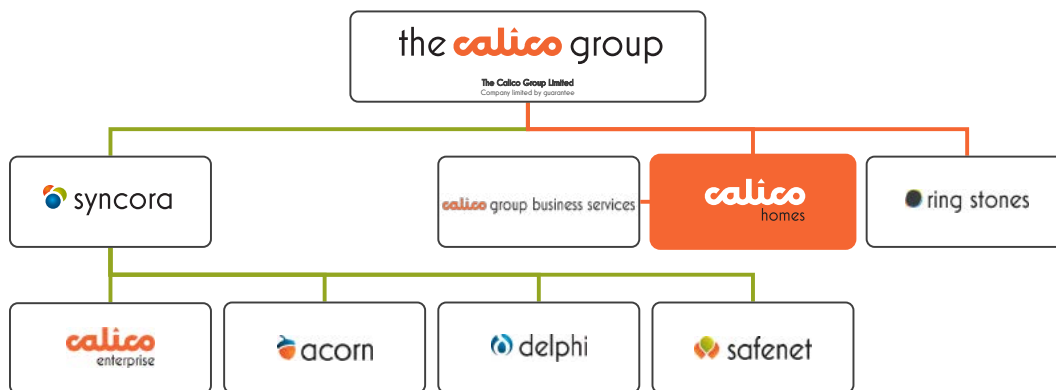 the calico group
The Calico Group Limited
Company limited by guarantee
syncora
calico group business services
calico
homes
ring stones
calico
enterprise
acorn
delphi
safenet